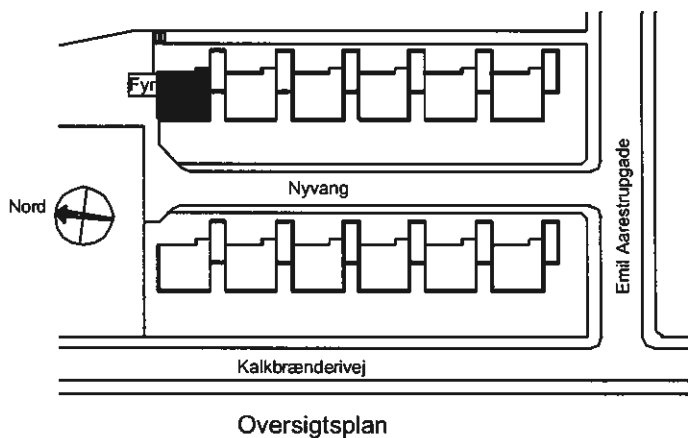 Fyr
Nyvang
Nord
Emil Aarestrupgade
Kalkbrænderivej
Oversigtsplan